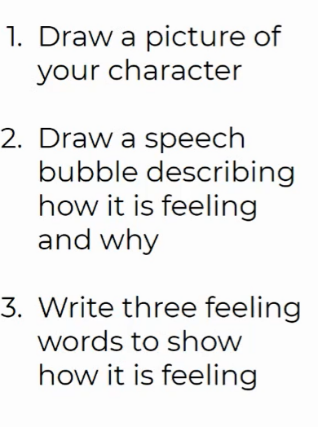 1. Draw a picture of
your character
2. Draw a speech
bubble describing
how it is feeling
and why
3. Write three feeling
words to show
how it is feeling